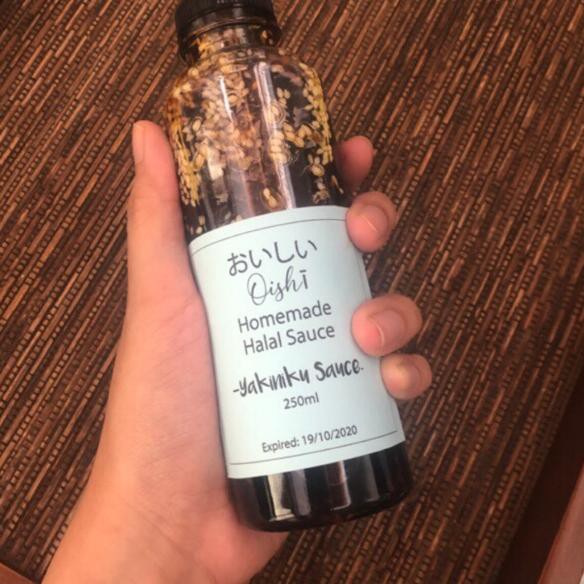 おいしい
Oishī
Homemade
Halal Sauce
-Yakiniku Sauce-
250ml
Expired: 19/10/2020